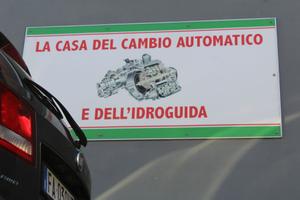 LA CASA DEL CAMBIO AUTOMATICO
E DELL'IDROGUIDA